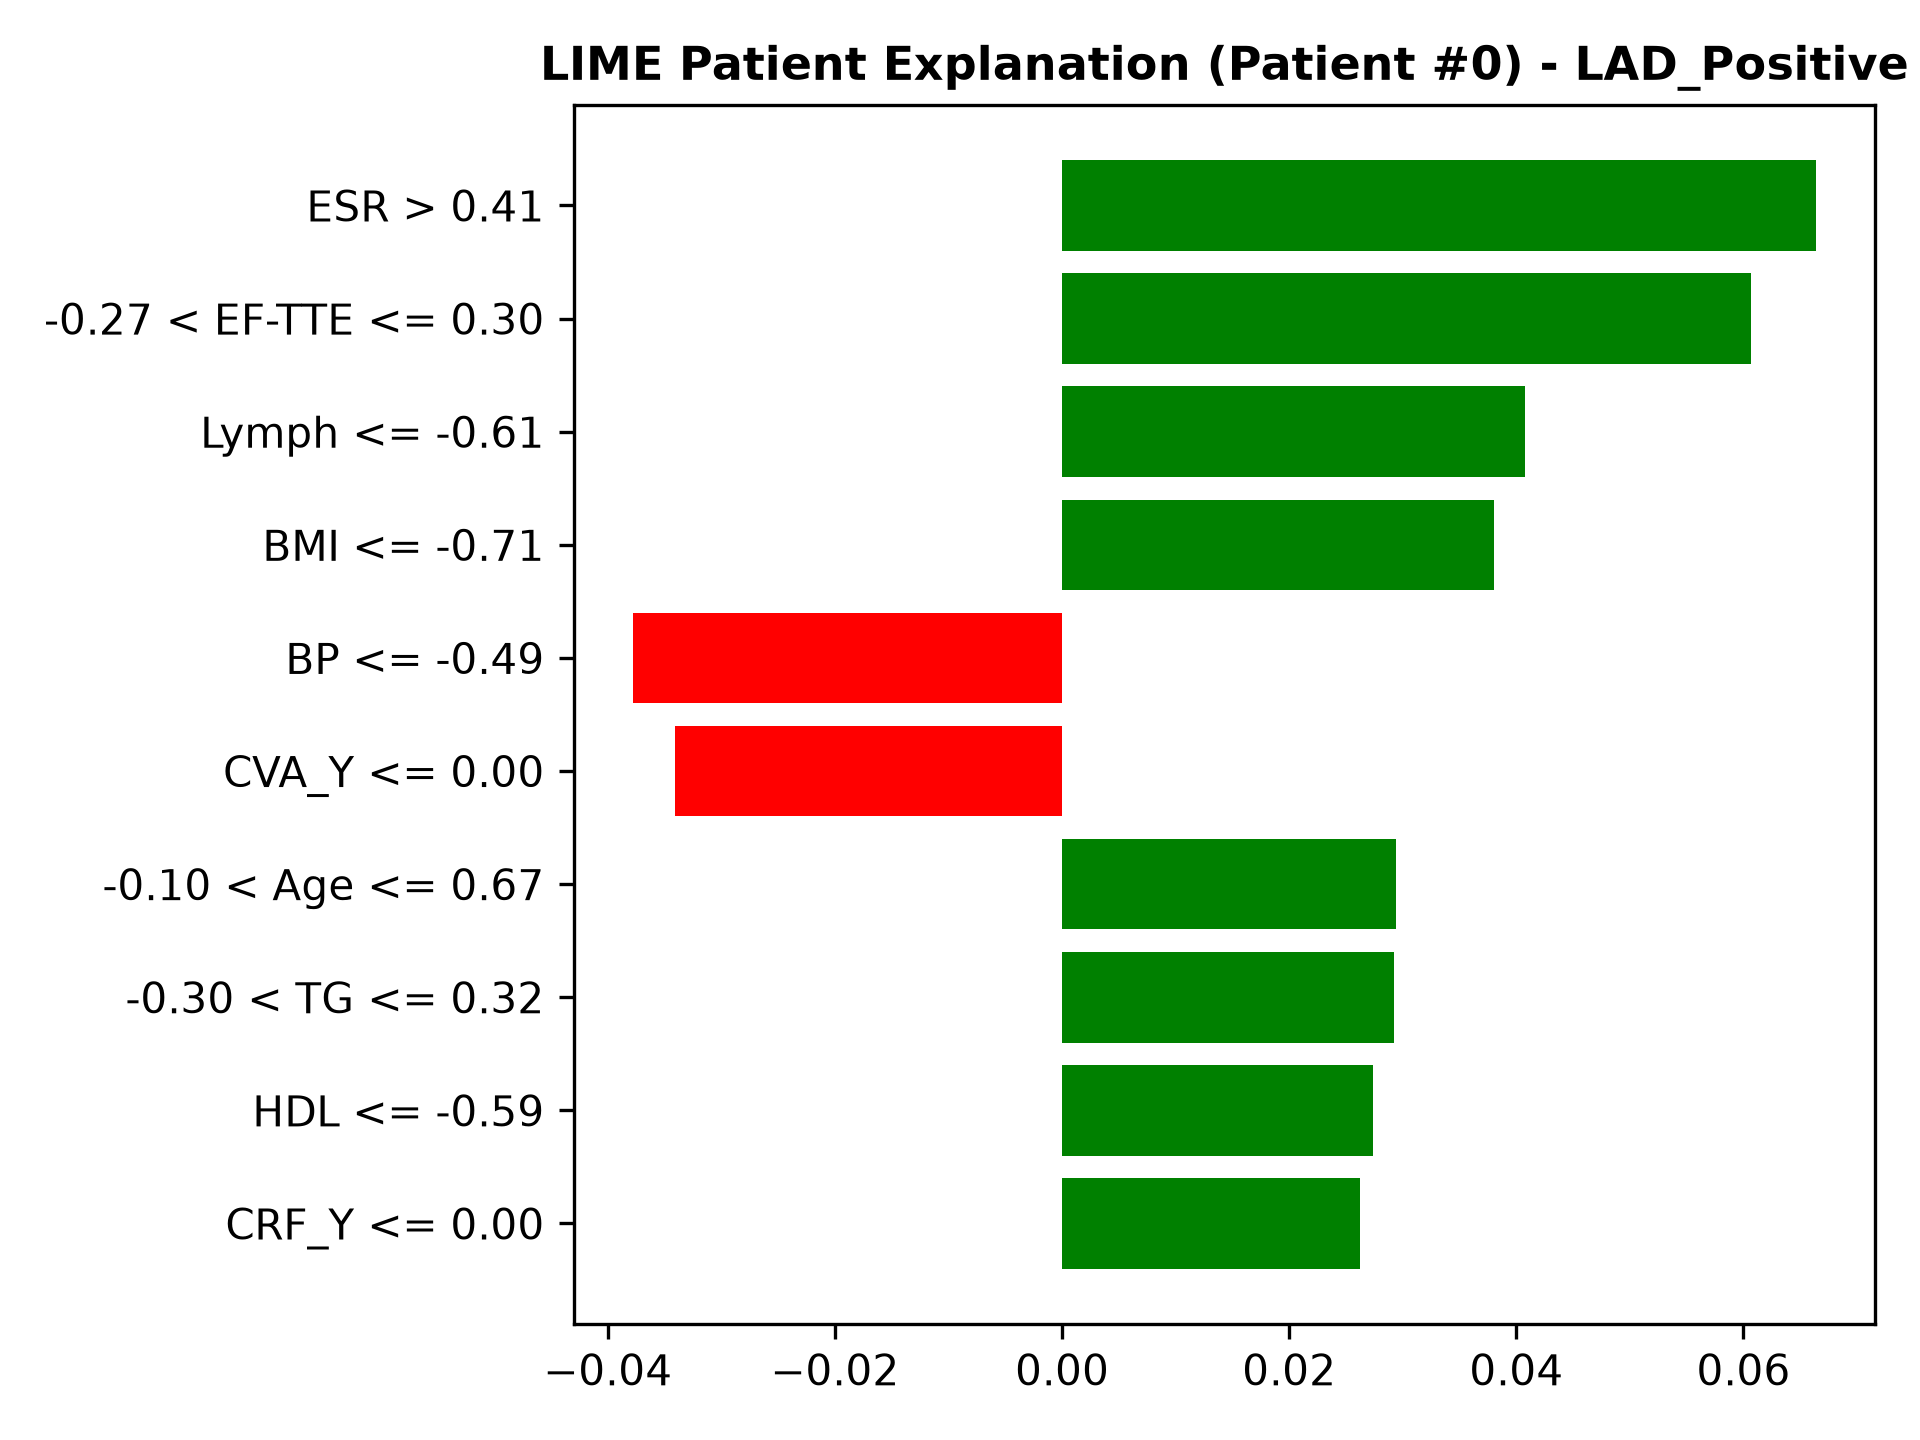 LIME Patient Explanation (Patient #0) - LAD_Positive
ESR > 0.41
-0.27 < EF-TTE <= 0.30
Lymph <= -0.61
BMI <= -0.71
BP <= -0.49
CVA_Y <= 0.00
-0.10 < Age <= 0.67
-0.30 < TG <= 0.32
HDL <= -0.59
CRF_Y <= 0.00
−0.04 −0.02 0.00 0.02 0.04 0.06